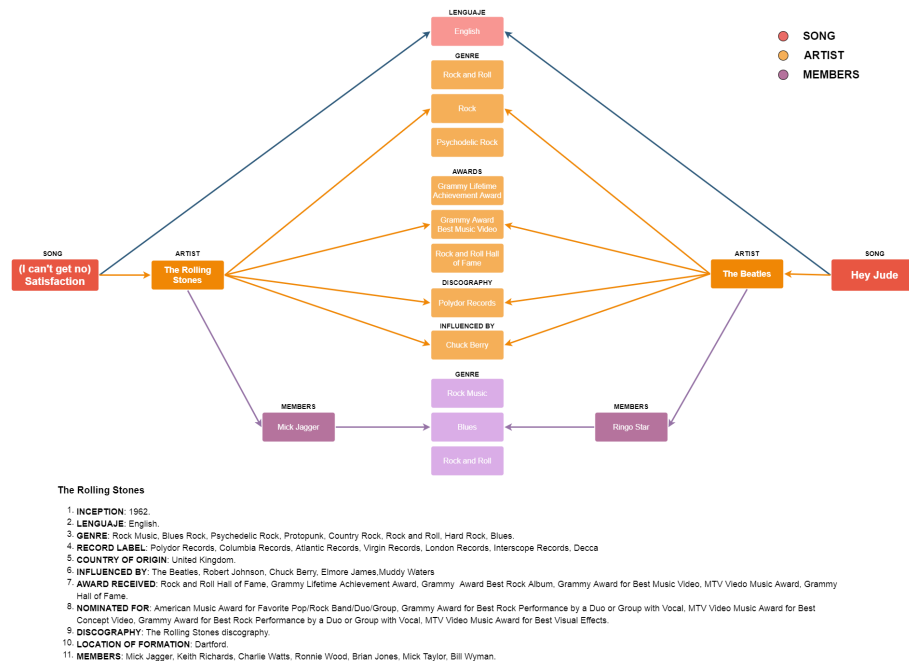 LENGUAJE
English
SONG
ARTIST
MEMBERS
GENRE
Rock and Roll
Rock
Psychodelic Rock
AWARDS
Grammy Lifetime
Achievement Award
Grammy Award
Best Music Video
Rock and Roll Hall
of Fame
SONG
(I can't get no)
Satisfaction
ARTIST
The Rolling
Stones
ARTIST
The Beatles
SONG
Hey Jude
DISCOGRAPHY
Polydor Records
INFLUENCED BY
Chuck Berry
GENRE
Rock Music
MEMBERS
Mick Jagger
Blues
MEMBERS
Ringo Star
Rock and Roll
The Rolling Stones
1. INCEPTION: 1962.
2. LENGUAJE: English.
3. GENRE: Rock Music, Blues Rock, Psychedelic Rock, Protopunk, Country Rock, Rock and Roll, Hard Rock, Blues.
4. RECORD LABEL: Polydor Records, Columbia Records, Atlantic Records, Virgin Records, London Records, Interscope Records, Decca
5. COUNTRY OF ORIGIN: United Kingdom.
6. INFLUENCED BY: The Beatles, Robert Johnson, Chuck Berry, Elmore James,Muddy Waters
7. AWARD RECEIVED: Rock and Roll Hall of Fame, Grammy Lifetime Achievement Award, Grammy Award Best Rock Album, Grammy Award for Best Music Video, MTV Viedo Music Award, Grammy
Hall of Fame.
8. NOMINATED FOR: American Music Award for Favorite Pop/Rock Band/Duo/Group, Grammy Award for Best Rock Performance by a Duo or Group with Vocal, MTV Video Music Award for Best
Concept Video, Grammy Award for Best Rock Performance by a Duo or Group with Vocal, MTV Video Music Award for Best Visual Effects.
9. DISCOGRAPHY: The Rolling Stones discography.
10. LOCATION OF FORMATION: Dartford.
11. MEMBERS: Mick Jagger, Keith Richards, Charlie Watts, Ronnie Wood, Brian Jones, Mick Taylor, Bill Wyman.